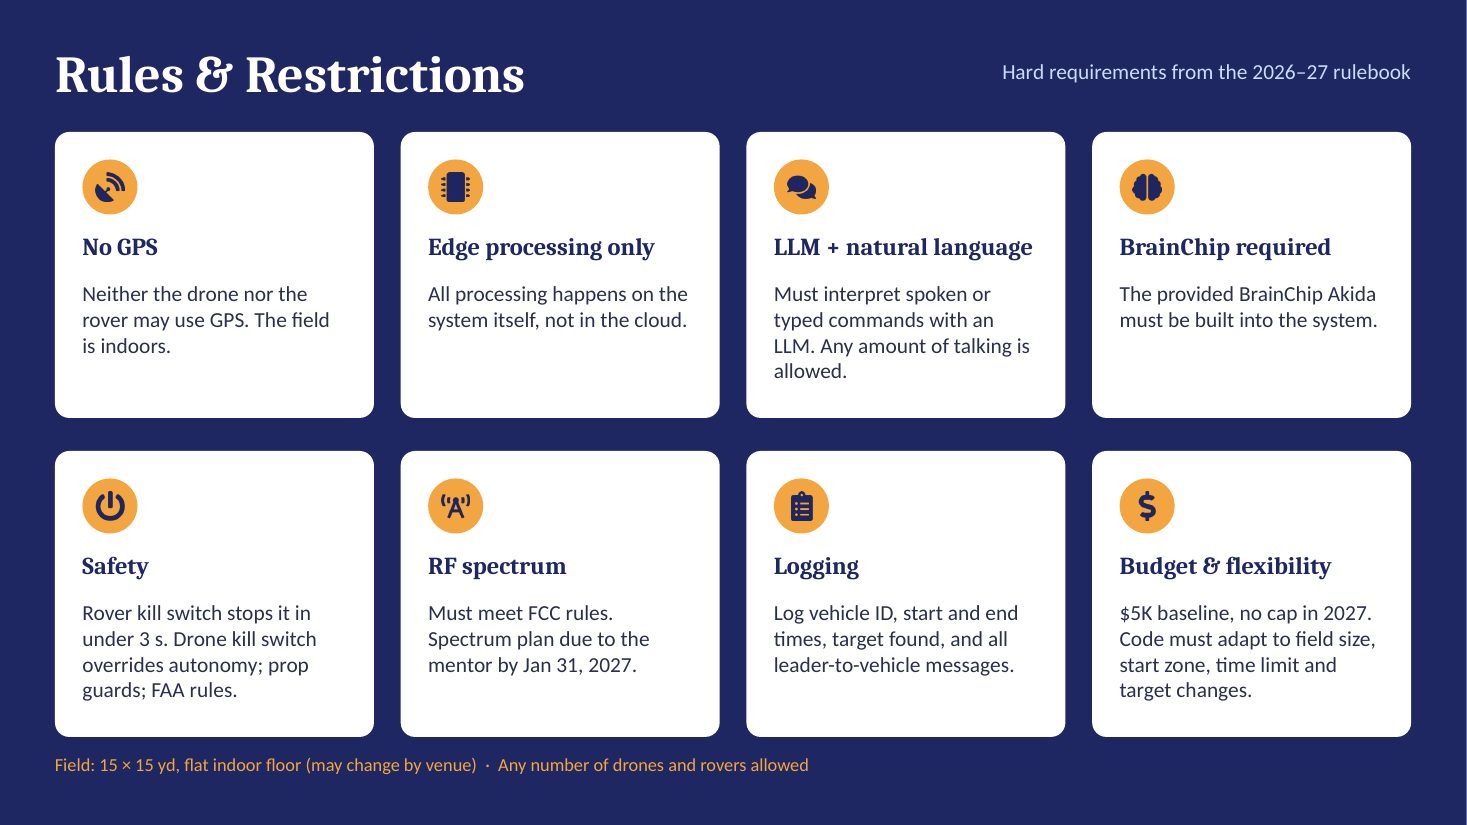 Rules & Restrictions
Hard requirements from the 2026–27 rulebook
No GPS
Neither the drone nor the
rover may use GPS. The field
is indoors.
Edge processing only
All processing happens on the
system itself, not in the cloud.
LLM + natural language
Must interpret spoken or
typed commands with an
LLM. Any amount of talking is
allowed.
BrainChip required
The provided BrainChip Akida
must be built into the system.
Safety
Rover kill switch stops it in
under 3 s. Drone kill switch
overrides autonomy; prop
guards; FAA rules.
RF spectrum
Must meet FCC rules.
Spectrum plan due to the
mentor by Jan 31, 2027.
Logging
Log vehicle ID, start and end
times, target found, and all
leader-to-vehicle messages.
Budget & flexibility
$5K baseline, no cap in 2027.
Code must adapt to field size,
start zone, time limit and
target changes.
Field: 15 × 15 yd, flat indoor floor (may change by venue) · Any number of drones and rovers allowed